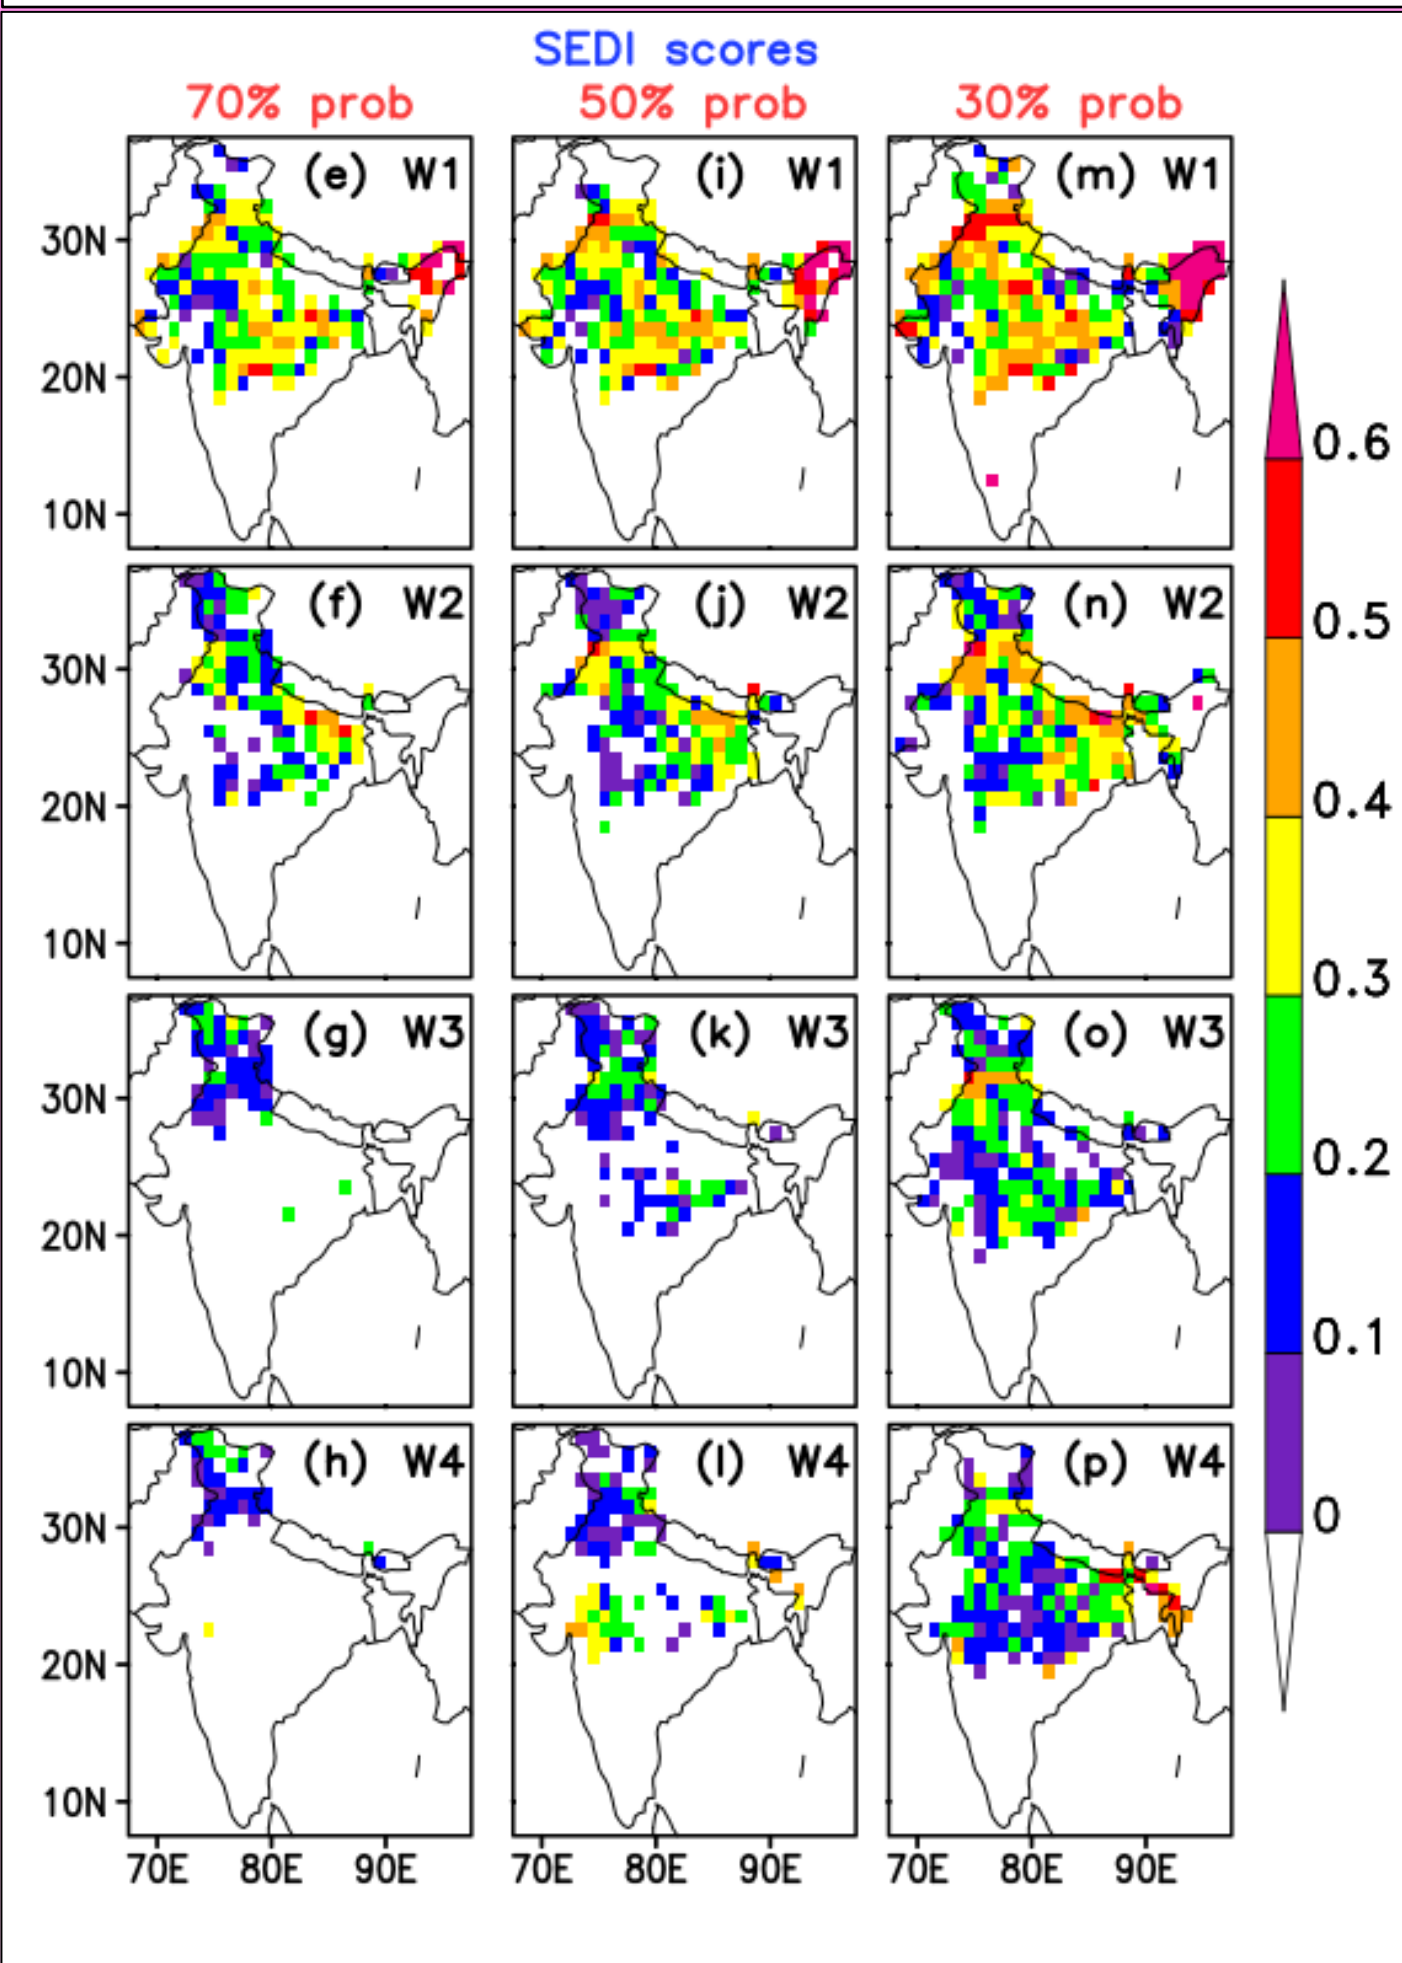 SEDI scores
70% prob 50% prob 30% prob
(e) W1 (i) W1 (m) W1
30N
20N
10N
(f) W2 (j) W2 (n) W2
30N
20N
10N
(g) W3 (k) W3 (o) W3
30N
20N
10N
(h) W4 (l) W4 (p) W4
30N
20N
10N
70E 80E 90E 70E 80E 90E 70E 80E 90E
0.6
0.5
0.4
0.3
0.2
0.1
0